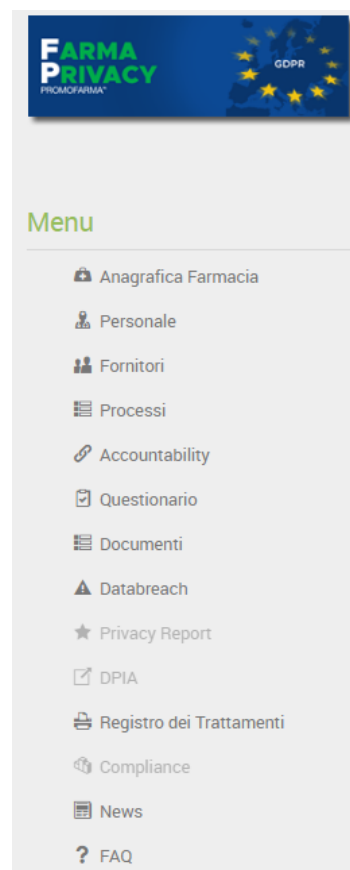 FARMA
PRIVACY
PROMOFARMA®
GDPR
Menu
Anagrafica Farmacia
Personale
Fornitori
Processi
Accountability
Questionario
Documenti
Databreach
Privacy Report
DPIA
Registro dei Trattamenti
Compliance
News
? FAQ